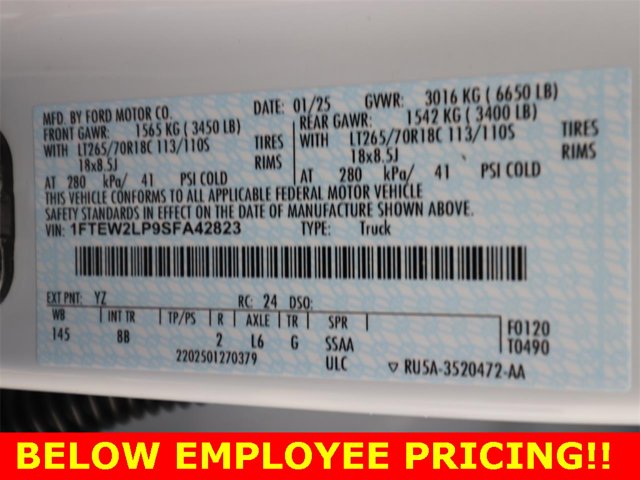 MFD. BY FORD MOTOR CO.
DATE: 01/25 GVWR: 3016 KG ( 6650 LB)
FRONT GAWR: 1565 KG ( 3450 LB) REAR GAWR: 1542 KG ( 3400 LB)
WITH LT265/70R18C 113/110S TIRES WITH LT265/70R18C 113/110S TIRES
18x8.5J RIMS 18x8.5J RIMS
AT 280 kPa/ 41 PSI COLD AT 280 kPa/ 41 PSI COLD
THIS VEHICLE CONFORMS TO ALL APPLICABLE FEDERAL MOTOR VEHICLE
SAFETY STANDARDS IN EFFECT ON THE DATE OF MANUFACTURE SHOWN ABOVE.
VIN: 1FTEW2LP9SFA42823 TYPE: Truck
EXT PNT: YZ RC: 24 DSO:
WB INT TR TP/PS R AXLE TR SPR F0120
145 BB 2 L6 G SSAA T0490
2202501270379 ULC RU5A-3520472-AA
BELOW EMPLOYEE PRICING!!